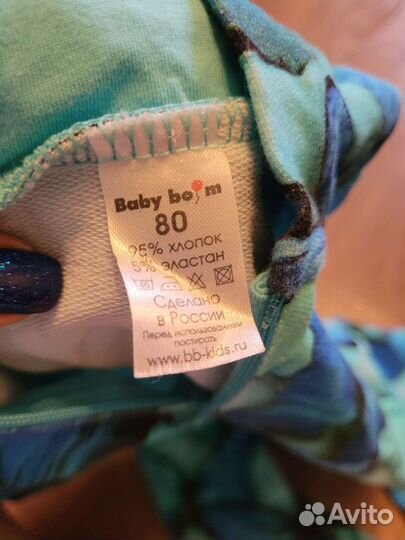 Baby boom
80
95% хлопок
5% эластан
Сделано
в России
Перед использованием
постирать
www.bb-kids.ru
Avito